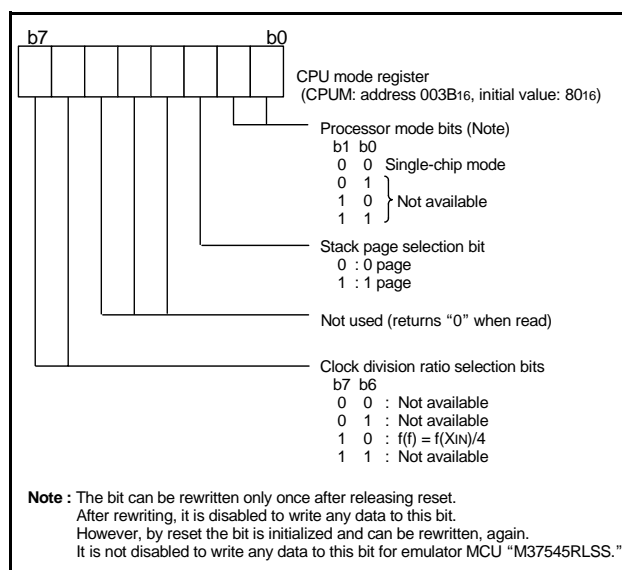 b7 b0
CPU mode register
(CPUM: address 003B16, initial value: 8016)
Processor mode bits (Note)
b1 b0
0 0 Single-chip mode
0 1
1 0 Not available
1 1
Stack page selection bit
0 : 0 page
1 : 1 page
Not used (returns “0” when read)
Clock division ratio selection bits
b7 b6
0 0 : Not available
0 1 : Not available
1 0 : f(f) = f(XIN)/4
1 1 : Not available
Note : The bit can be rewritten only once after releasing reset.
After rewriting, it is disabled to write any data to this bit.
However, by reset the bit is initialized and can be rewritten, again.
It is not disabled to write any data to this bit for emulator MCU “M37545RLSS.”